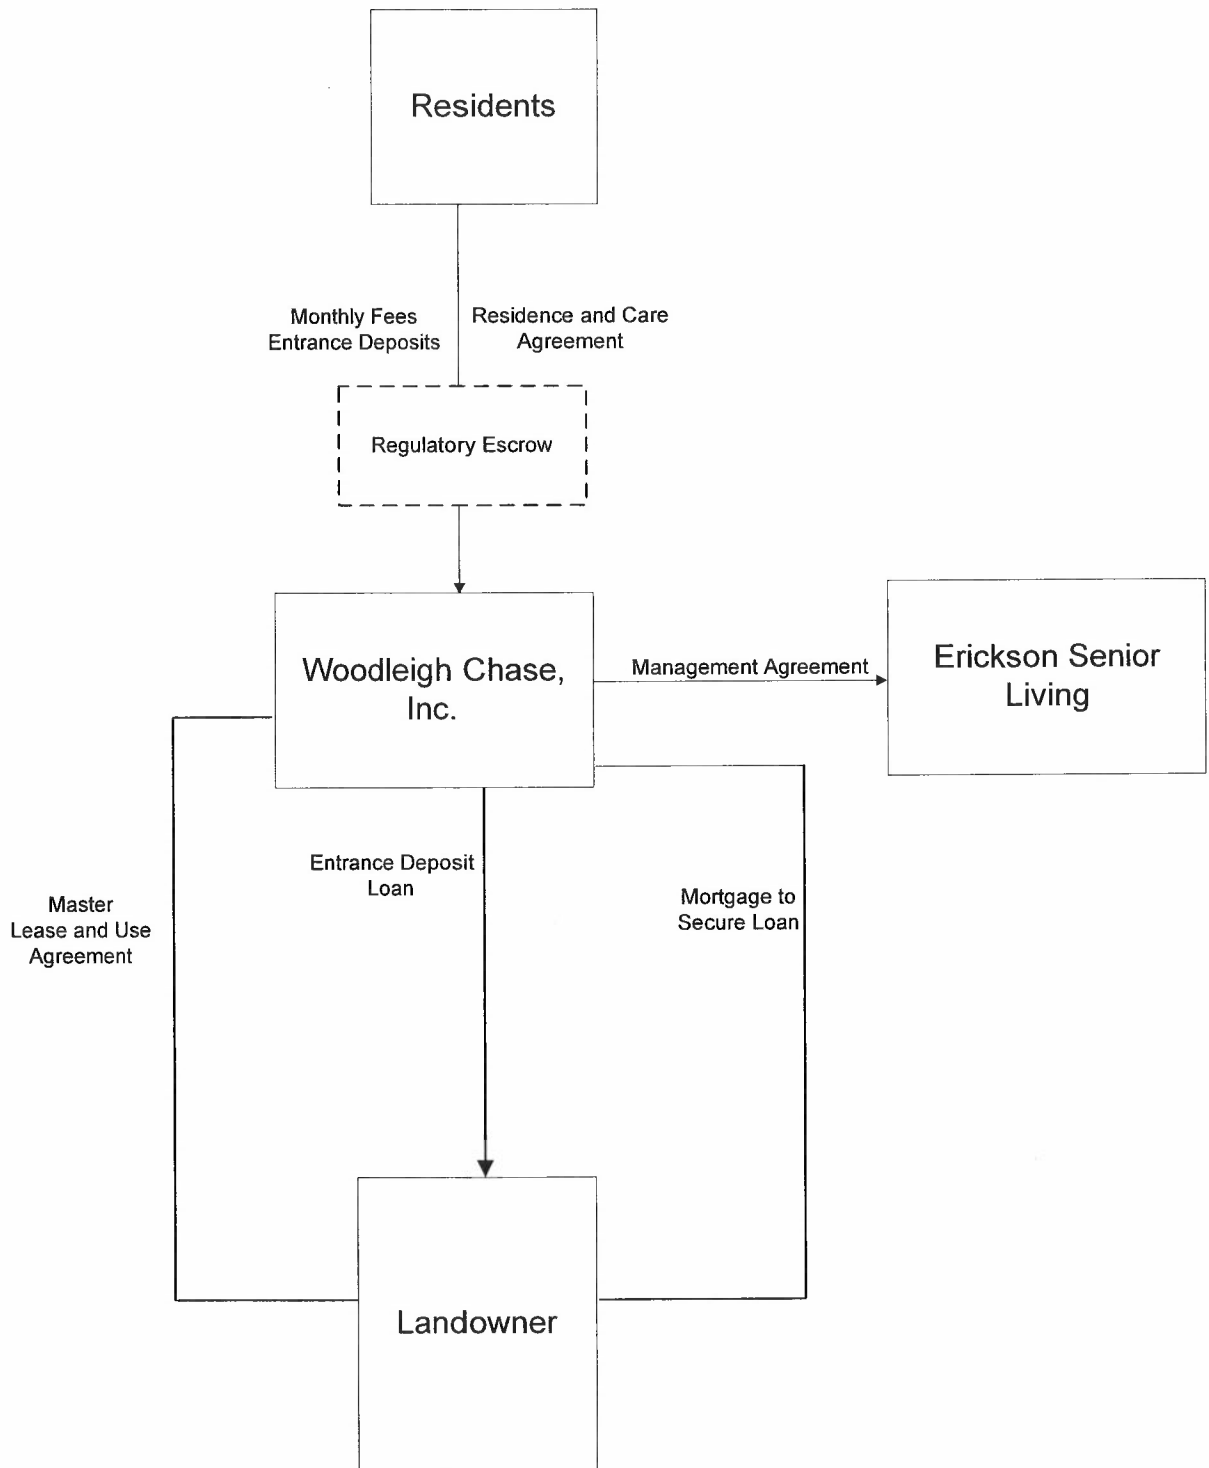 Residents
Monthly Fees
Entrance Deposits
Residence and Care
Agreement
Regulatory Escrow
Woodleigh Chase,
Inc.
Management Agreement
Erickson Senior
Living
Entrance Deposit
Loan
Master
Lease and Use
Agreement
Mortgage to
Secure Loan
Landowner